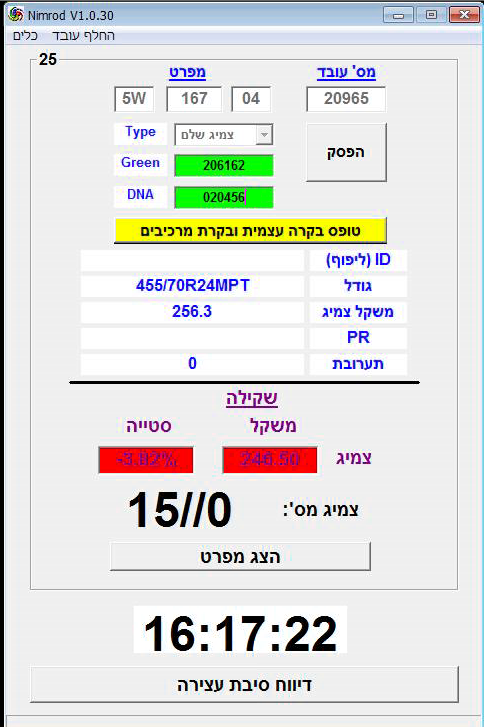 Nimrod V1.0.30
החלף עובד כלים
25
מס' עובד מפרט
20965 5W 167 04
Type צמיג שלם
הפסק
Green 206162
DNA 020456
טופס בקרה עצמית ובקרת מרכיבים
ID (ליפוף)
גודל 455/70R24MPT
משקל צמיג 256.3
PR
תערובת 0
שקילה
משקל סטייה
צמיג 246.50 -3.82%
צמיג מס': 15//0
הצג מפרט
16:17:22
דיווח סיבת עצירה